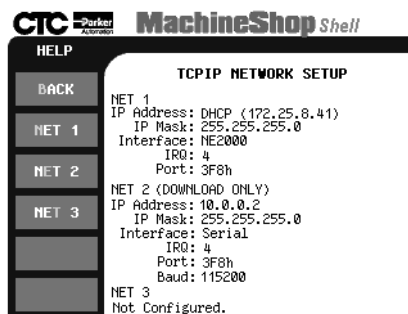 CTC Parker Automation MachineShop Shell
HELP
TCPIP NETWORK SETUP
BACK
NET 1
IP Address: DHCP (172.25.8.41)
IP Mask: 255.255.255.0
NET 1
Interface: NE2000
IRQ: 4
Port: 3F8h
NET 2
NET 2 (DOWNLOAD ONLY)
IP Address: 10.0.0.2
IP Mask: 255.255.255.0
NET 3
Interface: Serial
IRQ: 4
Port: 3F8h
Baud: 115200
NET 3
Not Configured.